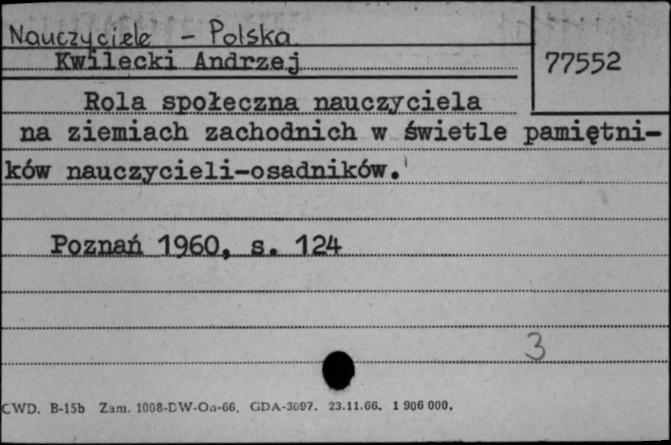 Nauczyciele - Polska
Kwilecki Andrzej
77552
Rola społeczna nauczyciela
na ziemiach zachodnich w świetle pamiętni-
ków nauczycieli-osadników.
Poznań 1960, s. 124
3
CWD. B-15b Zam. 1008-DW-On-66. GDA-3097. 23.11.66. 1 906 000.